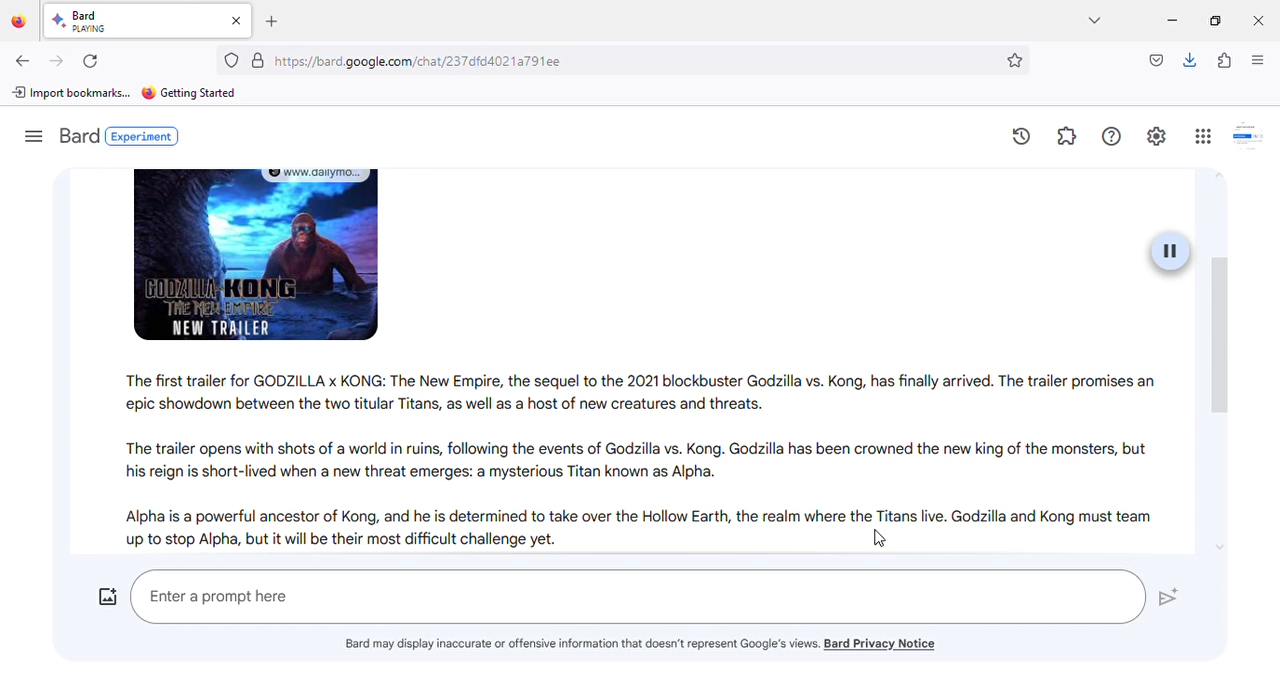 Bard
PLAYING
https://bard.google.com/chat/237dfd4021a791ee
Import bookmarks...
Getting Started
Bard Experiment
www.dailymo...
GODZILLA KONG
THE NEW EMPIRE
NEW TRAILER
The first trailer for GODZILLA x KONG: The New Empire, the sequel to the 2021 blockbuster Godzilla vs. Kong, has finally arrived. The trailer promises an
epic showdown between the two titular Titans, as well as a host of new creatures and threats.
The trailer opens with shots of a world in ruins, following the events of Godzilla vs. Kong. Godzilla has been crowned the new king of the monsters, but
his reign is short-lived when a new threat emerges: a mysterious Titan known as Alpha.
Alpha is a powerful ancestor of Kong, and he is determined to take over the Hollow Earth, the realm where the Titans live. Godzilla and Kong must team
up to stop Alpha, but it will be their most difficult challenge yet.
Enter a prompt here
Bard may display inaccurate or offensive information that doesn't represent Google's views. Bard Privacy Notice